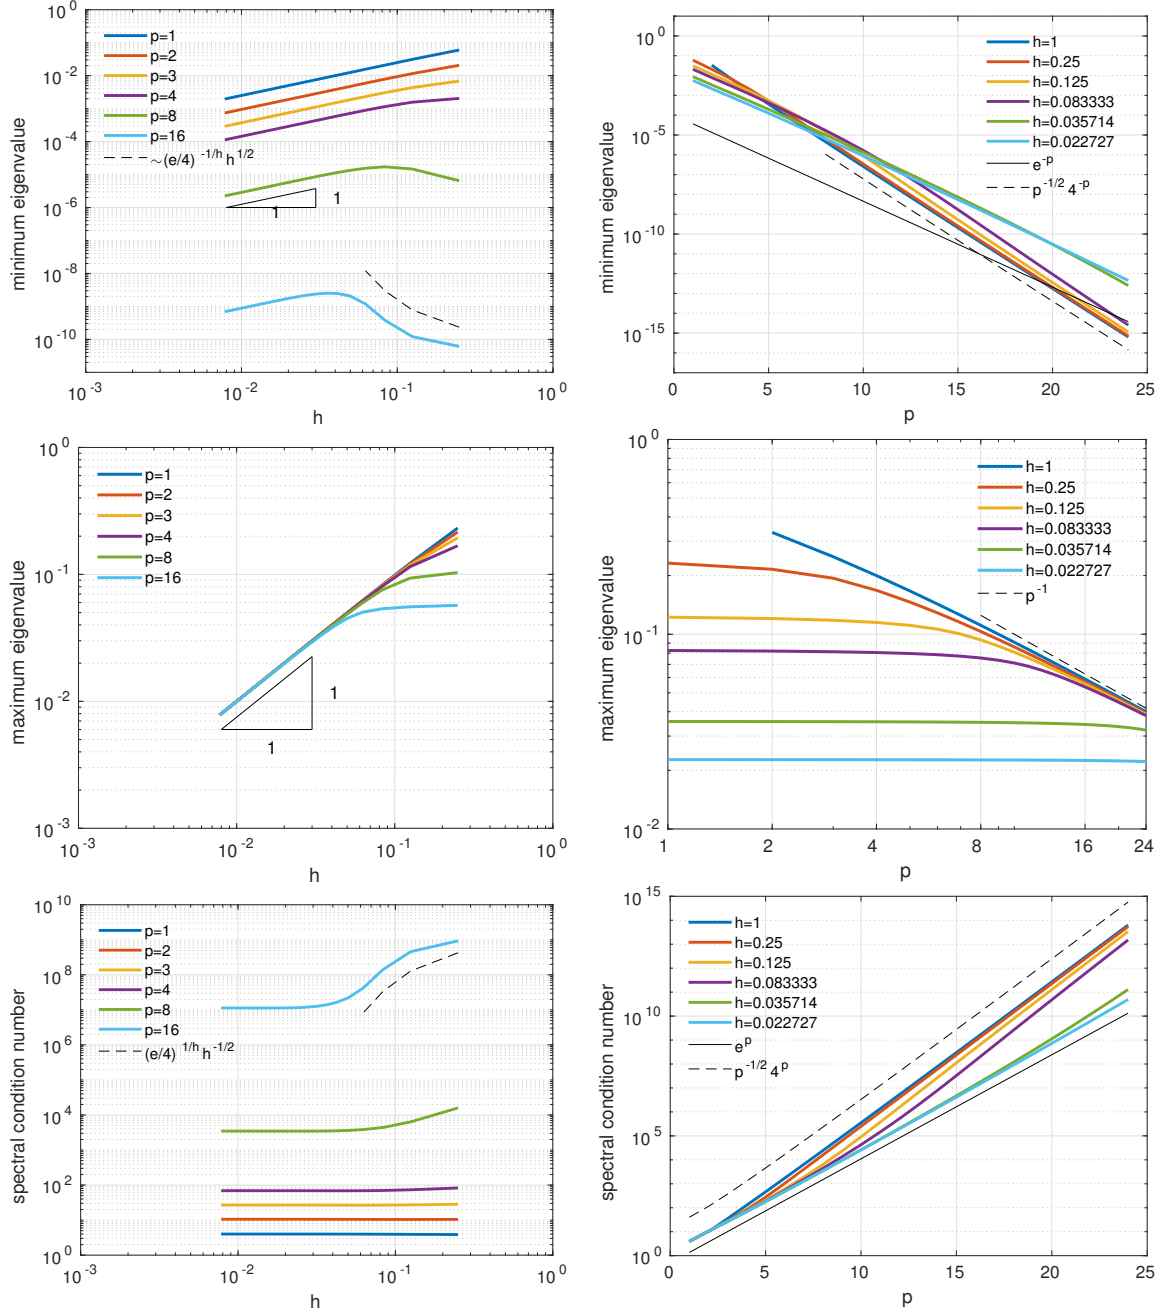 10^0
10^-2
10^-4
10^-6
10^-8
10^-10
minimum eigenvalue
p=1
p=2
p=3
p=4
p=8
p=16
~(e/4)^-1/h h^1/2
1
1
10^-3
10^-2
10^-1
10^0
h
10^0
10^-5
10^-10
10^-15
minimum eigenvalue
h=1
h=0.25
h=0.125
h=0.083333
h=0.035714
h=0.022727
e^-p
p^-1/2 4^-p
0
5
10
15
20
25
p
10^0
10^-1
10^-2
10^-3
maximum eigenvalue
p=1
p=2
p=3
p=4
p=8
p=16
1
1
10^-3
10^-2
10^-1
10^0
h
10^0
10^-1
10^-2
maximum eigenvalue
h=1
h=0.25
h=0.125
h=0.083333
h=0.035714
h=0.022727
p^-1
1
2
4
8
16
24
p
10^10
10^8
10^6
10^4
10^2
10^0
spectral condition number
p=1
p=2
p=3
p=4
p=8
p=16
(e/4)^1/h h^-1/2
10^-3
10^-2
10^-1
10^0
h
10^15
10^10
10^5
10^0
spectral condition number
h=1
h=0.25
h=0.125
h=0.083333
h=0.035714
h=0.022727
e^p
p^-1/2 4^p
0
5
10
15
20
25
p